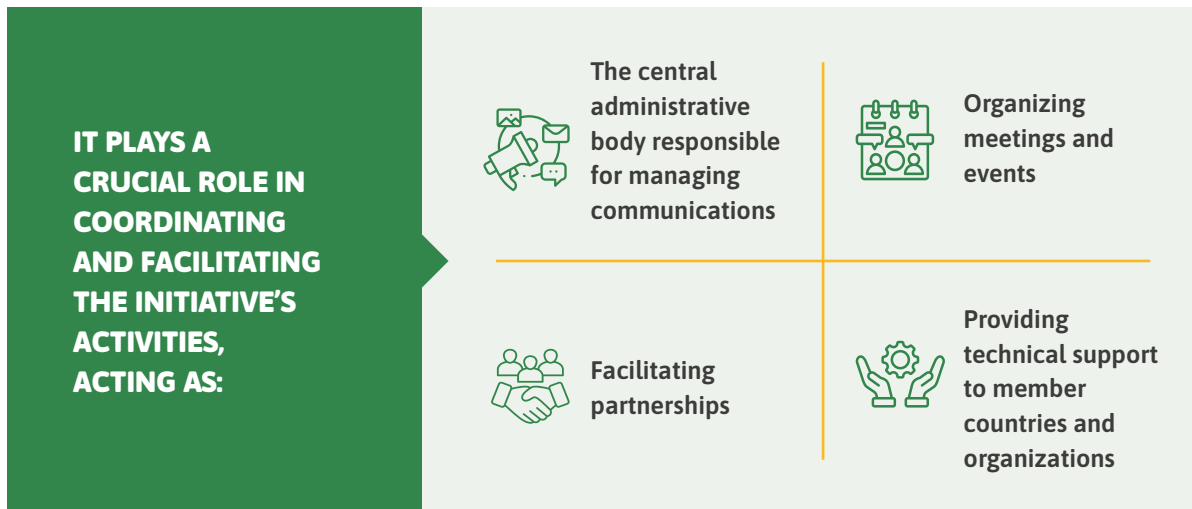 IT PLAYS A
CRUCIAL ROLE IN
COORDINATING
AND FACILITATING
THE INITIATIVE’S
ACTIVITIES,
ACTING AS:
The central
administrative
body responsible
for managing
communications
Organizing
meetings and
events
Facilitating
partnerships
Providing
technical support
to member
countries and
organizations